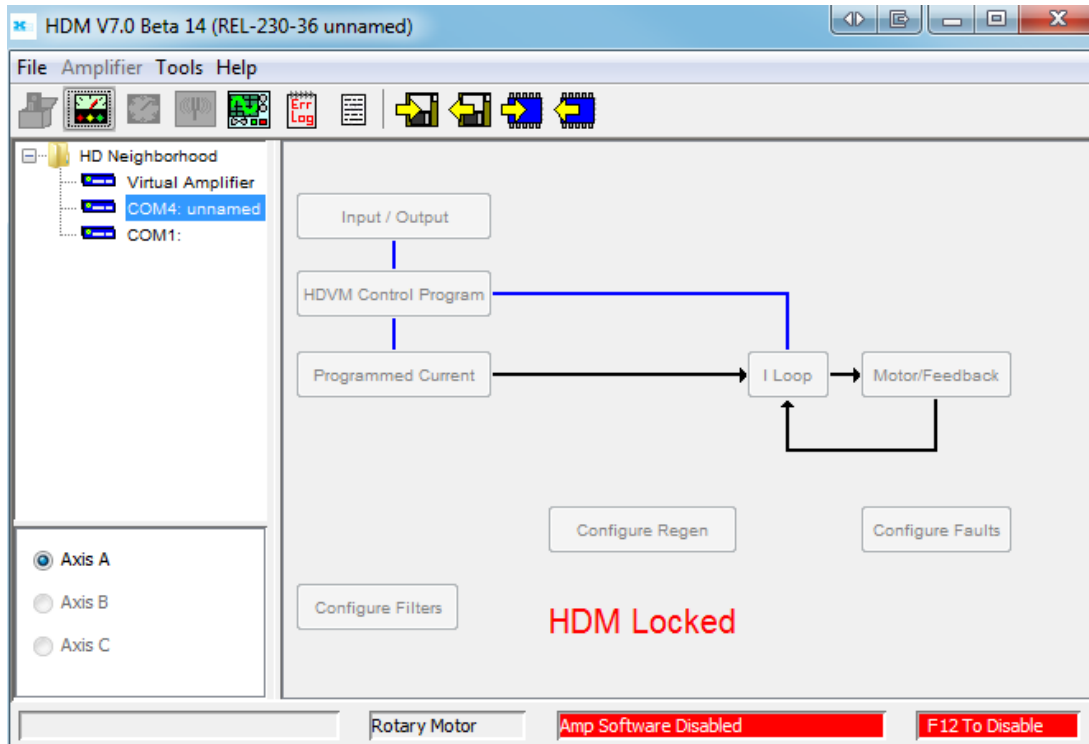 HDM V7.0 Beta 14 (REL-230-36 unnamed)
File Amplifier Tools Help
Err
Log
HD Neighborhood
Virtual Amplifier
COM4: unnamed
COM1:
Input / Output
HDVM Control Program
Programmed Current
I Loop
Motor/Feedback
Configure Regen
Configure Faults
Configure Filters
HDM Locked
Axis A
Axis B
Axis C
Rotary Motor
Amp Software Disabled
F12 To Disable